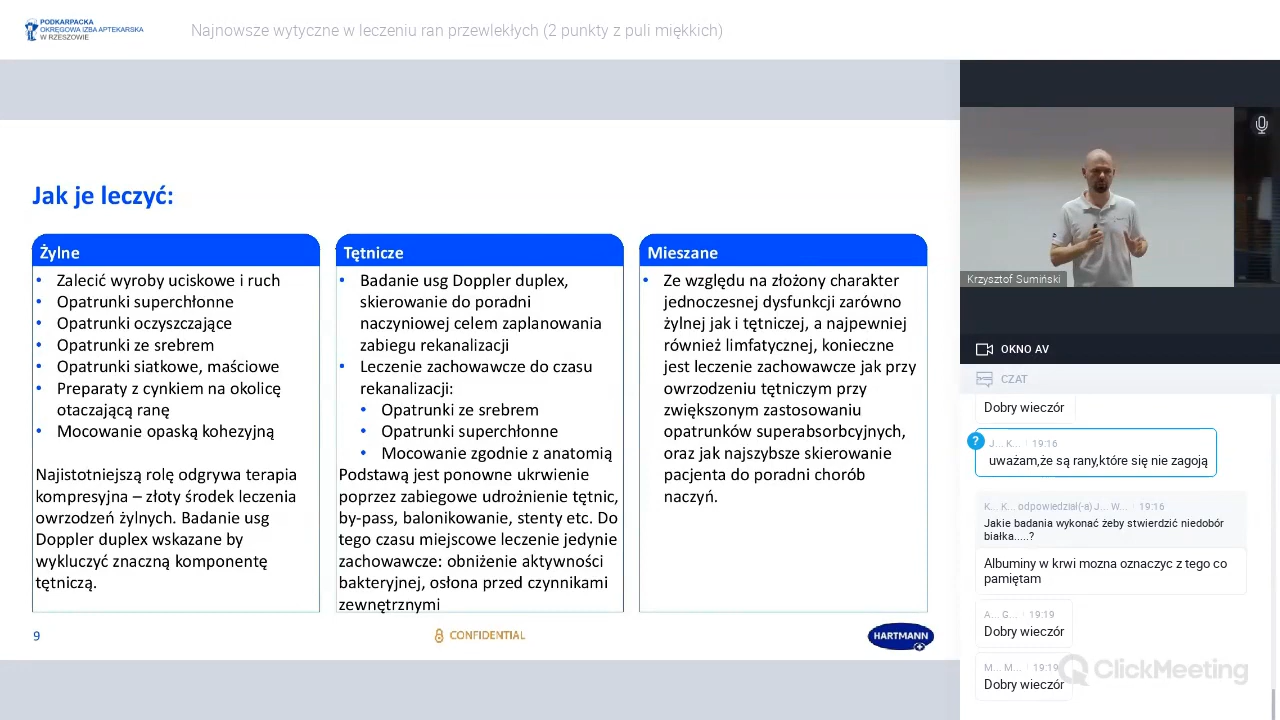 PODKARPACKA
OKRĘGOWA IZBA APTEKARSKA
W RZESZOWIE
Najnowsze wytyczne w leczeniu ran przewlekłych (2 punkty z puli miękkich)
Jak je leczyć:
Żylne
• Zalecić wyroby uciskowe i ruch
• Opatrunki superchłonne
• Opatrunki oczyszczające
• Opatrunki ze srebrem
• Opatrunki siatkowe, maściowe
• Preparaty z cynkiem na okolicę
otaczającą ranę
• Mocowanie opaską kohezyjną
Najistotniejszą rolę odgrywa terapia
kompresyjna – złoty środek leczenia
owrzodzeń żylnych. Badanie usg
Doppler duplex wskazane by
wykluczyć znaczną komponentę
tętniczą.
Tętnicze
• Badanie usg Doppler duplex,
skierowanie do poradni
naczyniowej celem zaplanowania
zabiegu rekanalizacji
• Leczenie zachowawcze do czasu
rekanalizacji:
• Opatrunki ze srebrem
• Opatrunki superchłonne
• Mocowanie zgodnie z anatomią
Podstawą jest ponowne ukrwienie
poprzez zabiegowe udrożnienie tętnic,
by-pass, balonikowanie, stenty etc. Do
tego czasu miejscowe leczenie jedynie
zachowawcze: obniżenie aktywności
bakteryjnej, osłona przed czynnikami
zewnętrznymi
Mieszane
• Ze względu na złożony charakter
jednoczesnej dysfunkcji zarówno
żylnej jak i tętniczej, a najpewniej
również limfatycznej, konieczne
jest leczenie zachowawcze jak przy
owrzodzeniu tętniczym przy
zwiększonym zastosowaniu
opatrunków superabsorbcyjnych,
oraz jak najszybsze skierowanie
pacjenta do poradni chorób
naczyń.
9
CONFIDENTIAL
HARTMANN
Krzysztof Sumiński
OKNO AV
CZAT
Dobry wieczór
?
J... K... 19:16
uważam,że są rany,które się nie zagoją
K... K... odpowiedział(-a) J... W... 19:16
Jakie badania wykonać żeby stwierdzić niedobór
białka.....?
Albuminy w krwi mozna oznaczyc z tego co
pamiętam
A... G... 19:19
Dobry wieczór
M... M... 19:19
Dobry wieczór
ClickMeeting